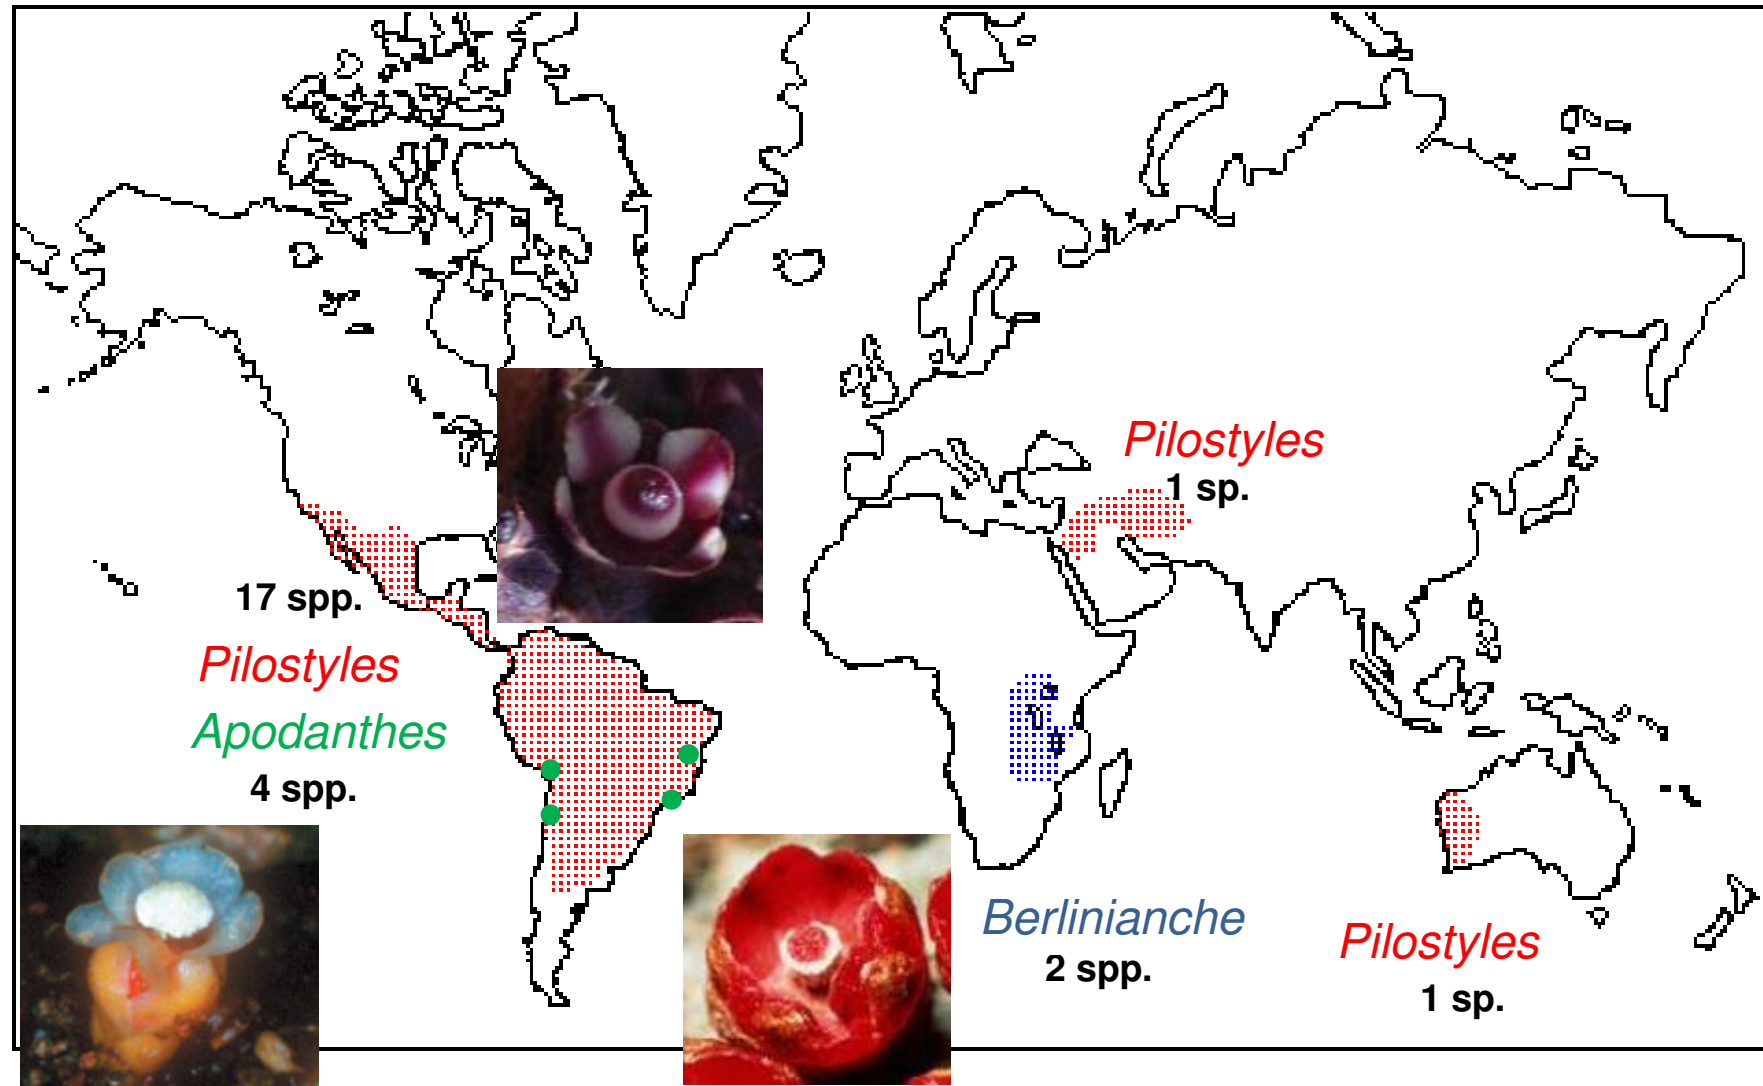 Pilostyles
1 sp.
17 spp.
Pilostyles
Apodanthes
4 spp.
Berlinianche
2 spp.
Pilostyles
1 sp.